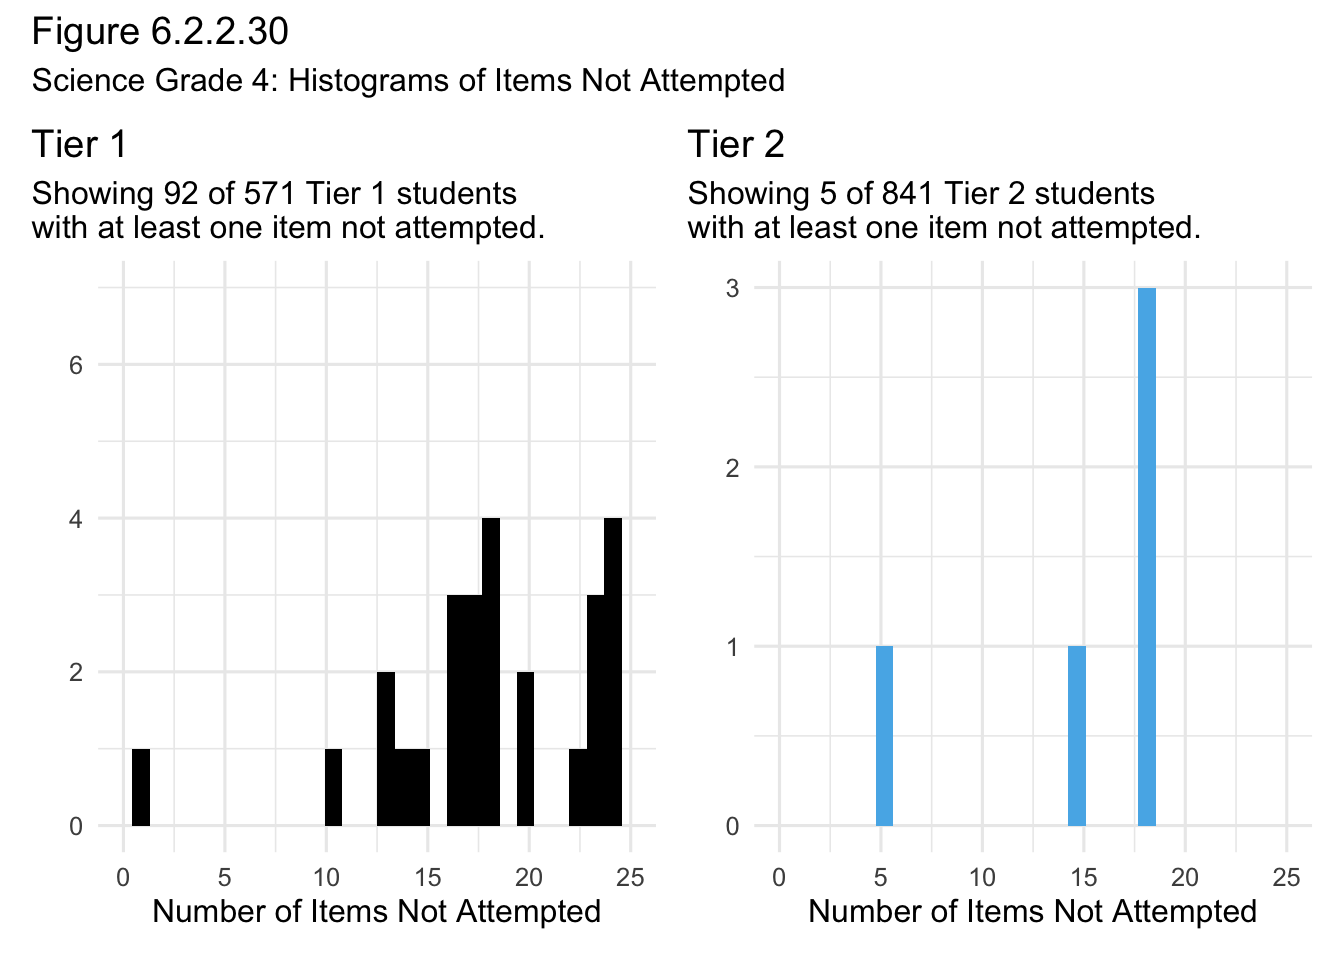 Figure 6.2.2.30
Science Grade 4: Histograms of Items Not Attempted
Tier 1
Showing 92 of 571 Tier 1 students
with at least one item not attempted.
6
4
2
0
0 5 10 15 20 25
Number of Items Not Attempted
Tier 2
Showing 5 of 841 Tier 2 students
with at least one item not attempted.
3
2
1
0
0 5 10 15 20 25
Number of Items Not Attempted